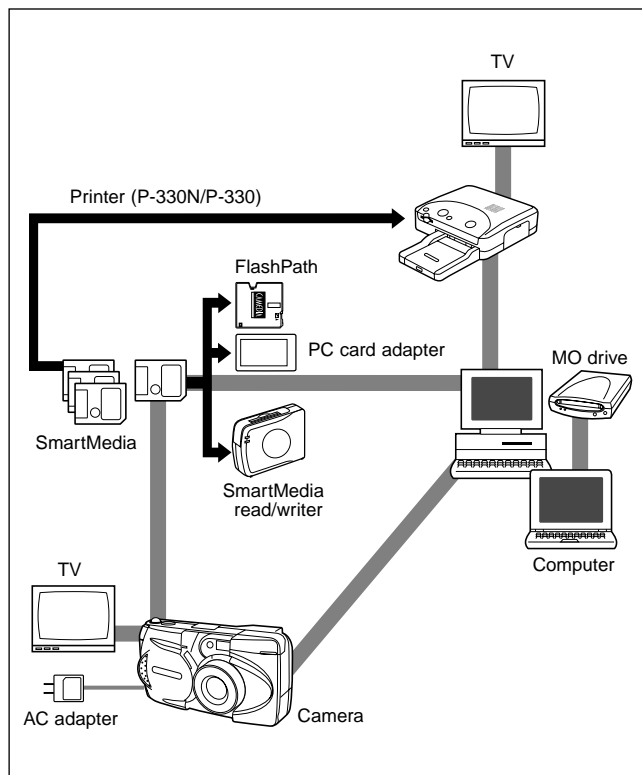 TV
Printer (P-330N/P-330)
FlashPath
CAMEDIA
PC card adapter
MO drive
SmartMedia
SmartMedia
read/writer
Computer
TV
AC adapter
Camera